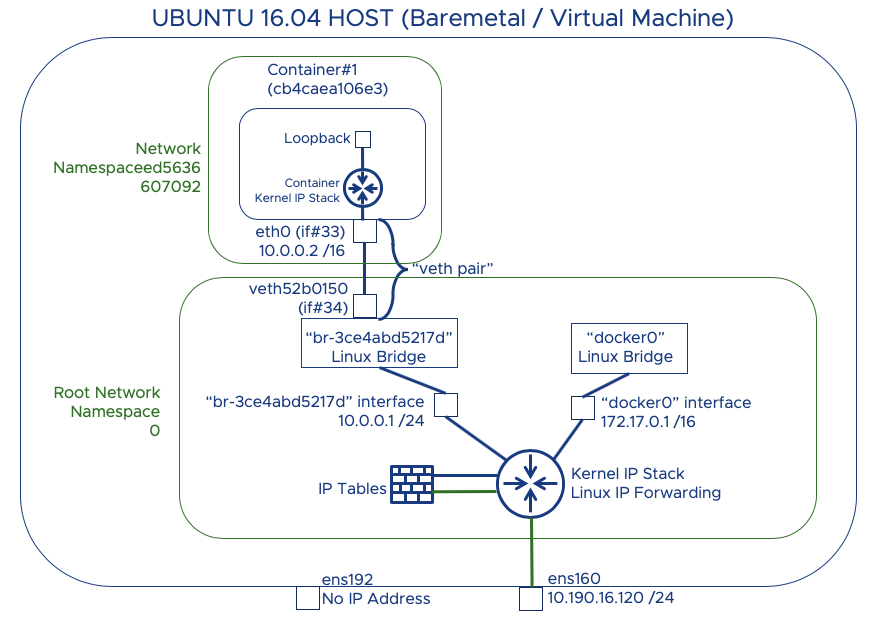 UBUNTU 16.04 HOST (Baremetal / Virtual Machine)
Container#1
(cb4caea106e3)
Loopback
Network
Namespaceed5636
607092
Container
Kernel IP Stack
eth0 (if#33)
10.0.0.2 /16
“veth pair”
veth52b0150
(if#34)
“br-3ce4abd5217d”
Linux Bridge
“docker0”
Linux Bridge
Root Network
Namespace
0
“br-3ce4abd5217d” interface
10.0.0.1 /24
“docker0” interface
172.17.0.1 /16
IP Tables
Kernel IP Stack
Linux IP Forwarding
ens192
No IP Address
ens160
10.190.16.120 /24